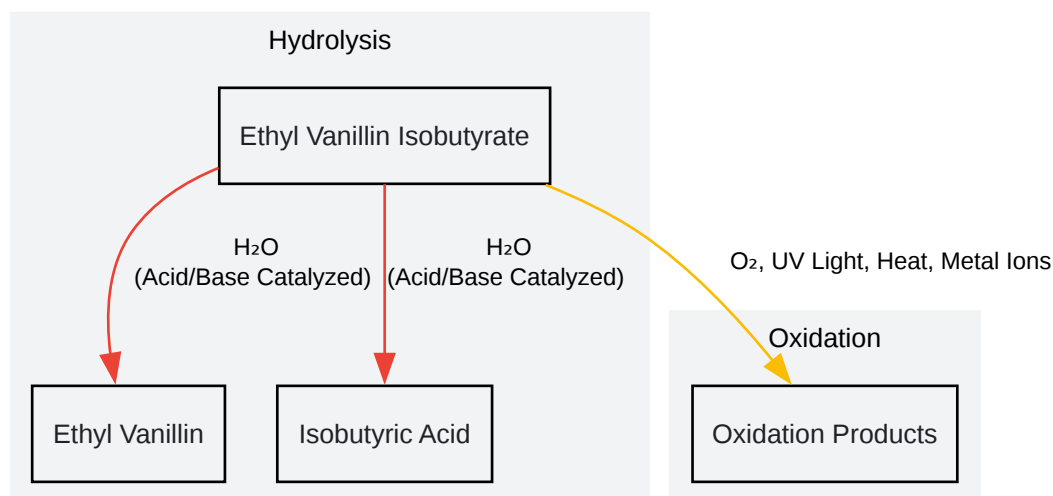 Hydrolysis
Ethyl Vanillin Isobutyrate
H₂O
(Acid/Base Catalyzed)
H₂O
(Acid/Base Catalyzed)
O₂, UV Light, Heat, Metal Ions
Oxidation
Ethyl Vanillin
Isobutyric Acid
Oxidation Products